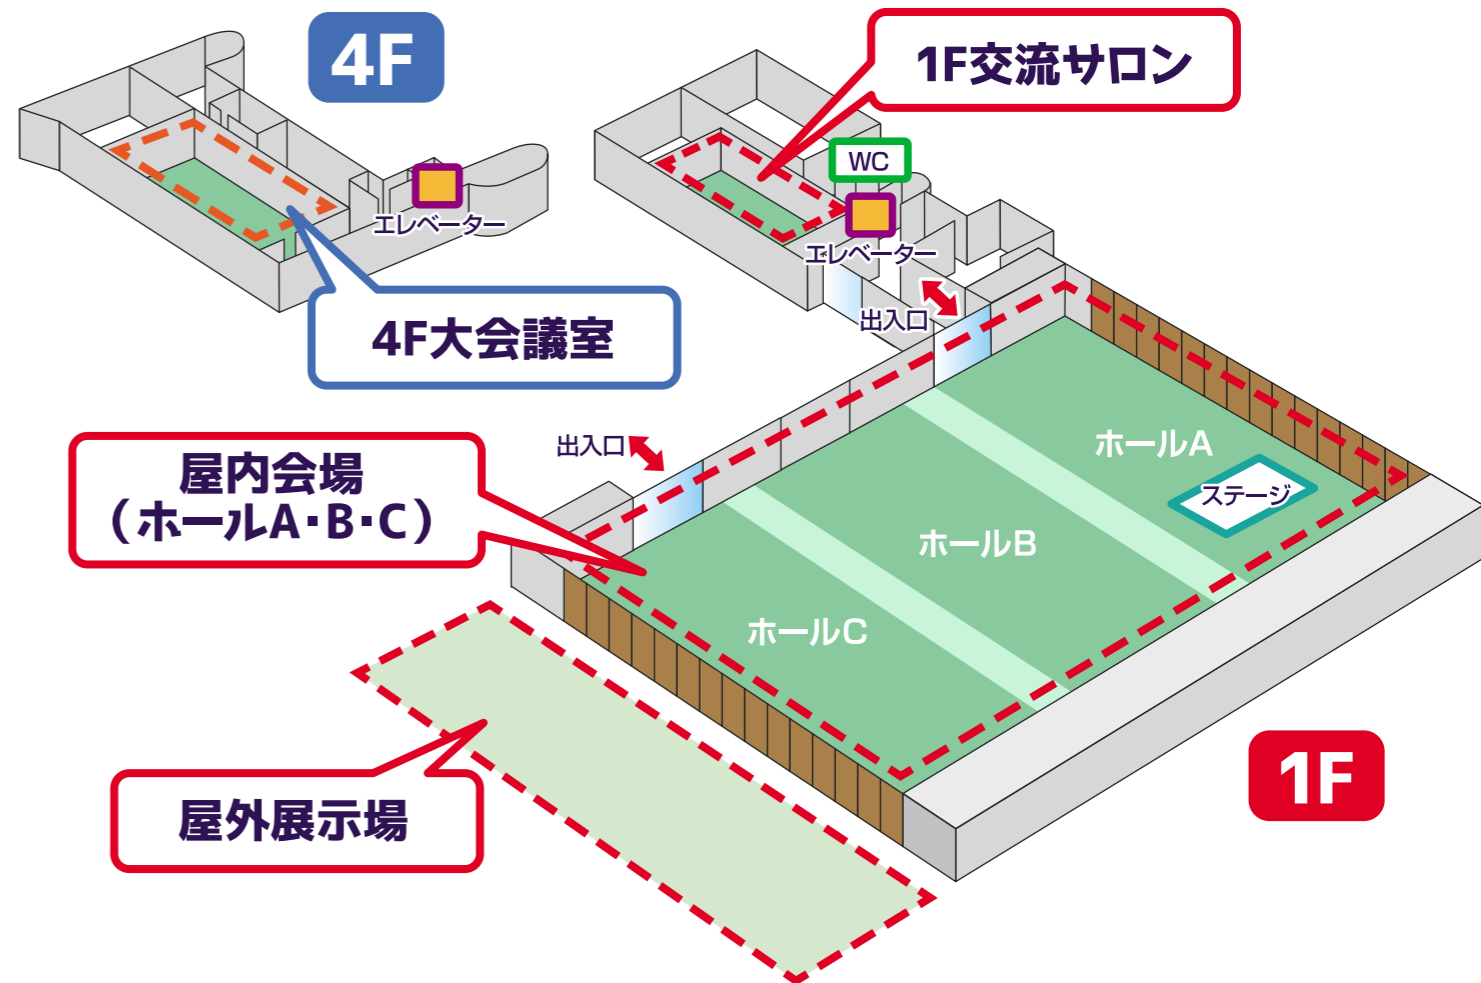 4F
1F交流サロン
WC
エレベーター
エレベーター
出入口
4F大会議室
出入口
屋内会場
（ホールA・B・C）
ホールA
ステージ
ホールB
ホールC
屋外展示場
1F